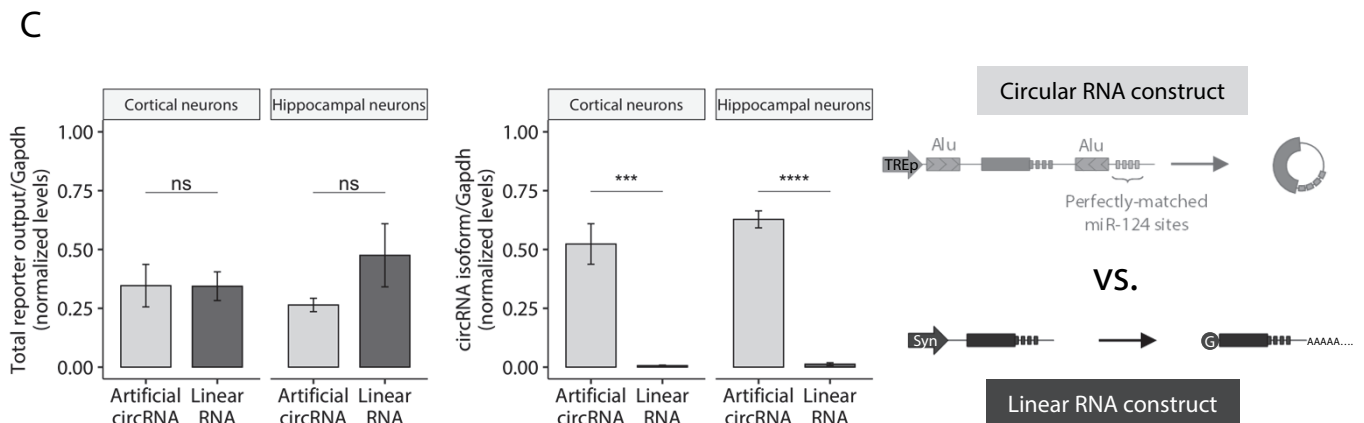 C
Total reporter output/Gapdh
(normalized levels)
Cortical neurons
Hippocampal neurons
1.00
0.75
0.50
0.25
0.00
ns
ns
Artificial
circRNA
Linear
RNA
Artificial
circRNA
Linear
RNA
circRNA isoform/Gapdh
(normalized levels)
Cortical neurons
Hippocampal neurons
1.00
0.75
0.50
0.25
0.00
***
****
Artificial
circRNA
Linear
RNA
Artificial
circRNA
Linear
RNA
Circular RNA construct
TREp
Alu
Alu
Perfectly-matched
miR-124 sites
vs.
Syn
G
AAAAA....
Linear RNA construct